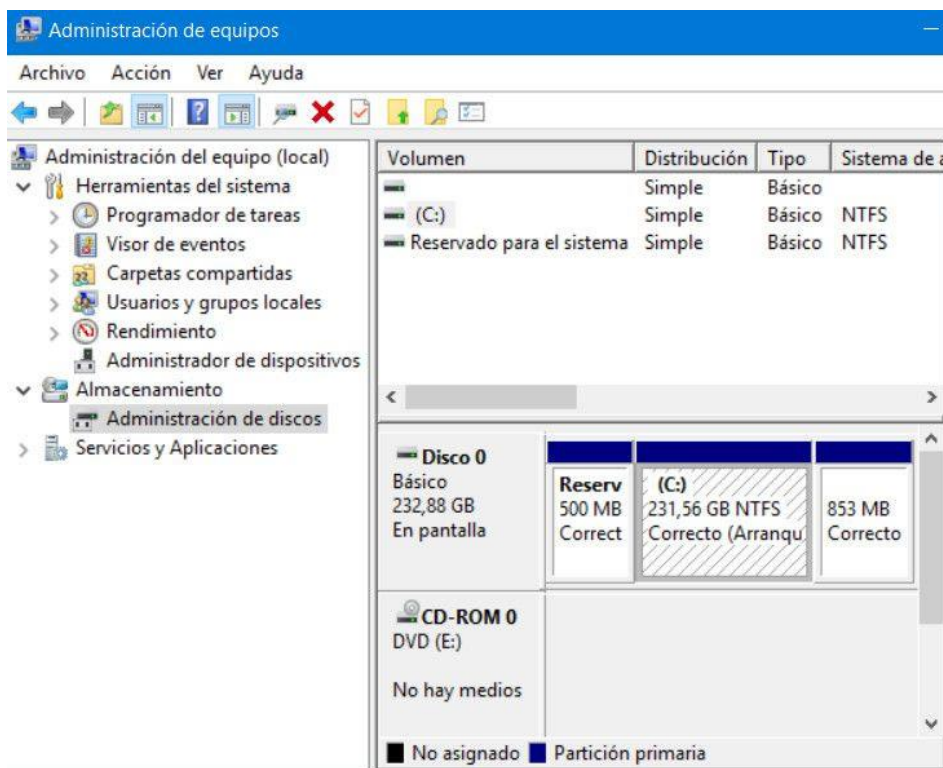 Administración de equipos
Archivo Acción Ver Ayuda
Administración del equipo (local)
Herramientas del sistema
Programador de tareas
Visor de eventos
Carpetas compartidas
Usuarios y grupos locales
Rendimiento
Administrador de dispositivos
Almacenamiento
Administración de discos
Servicios y Aplicaciones
Volumen Distribución Tipo Sistema de a
Simple Básico
(C:) Simple Básico NTFS
Reservado para el sistema Simple Básico NTFS
Disco 0
Básico
232,88 GB
En pantalla
Reserv
500 MB
Correct
(C:)
231,56 GB NTFS
Correcto (Arranqu
853 MB
Correcto
CD-ROM 0
DVD (E:)
No hay medios
No asignado Partición primaria